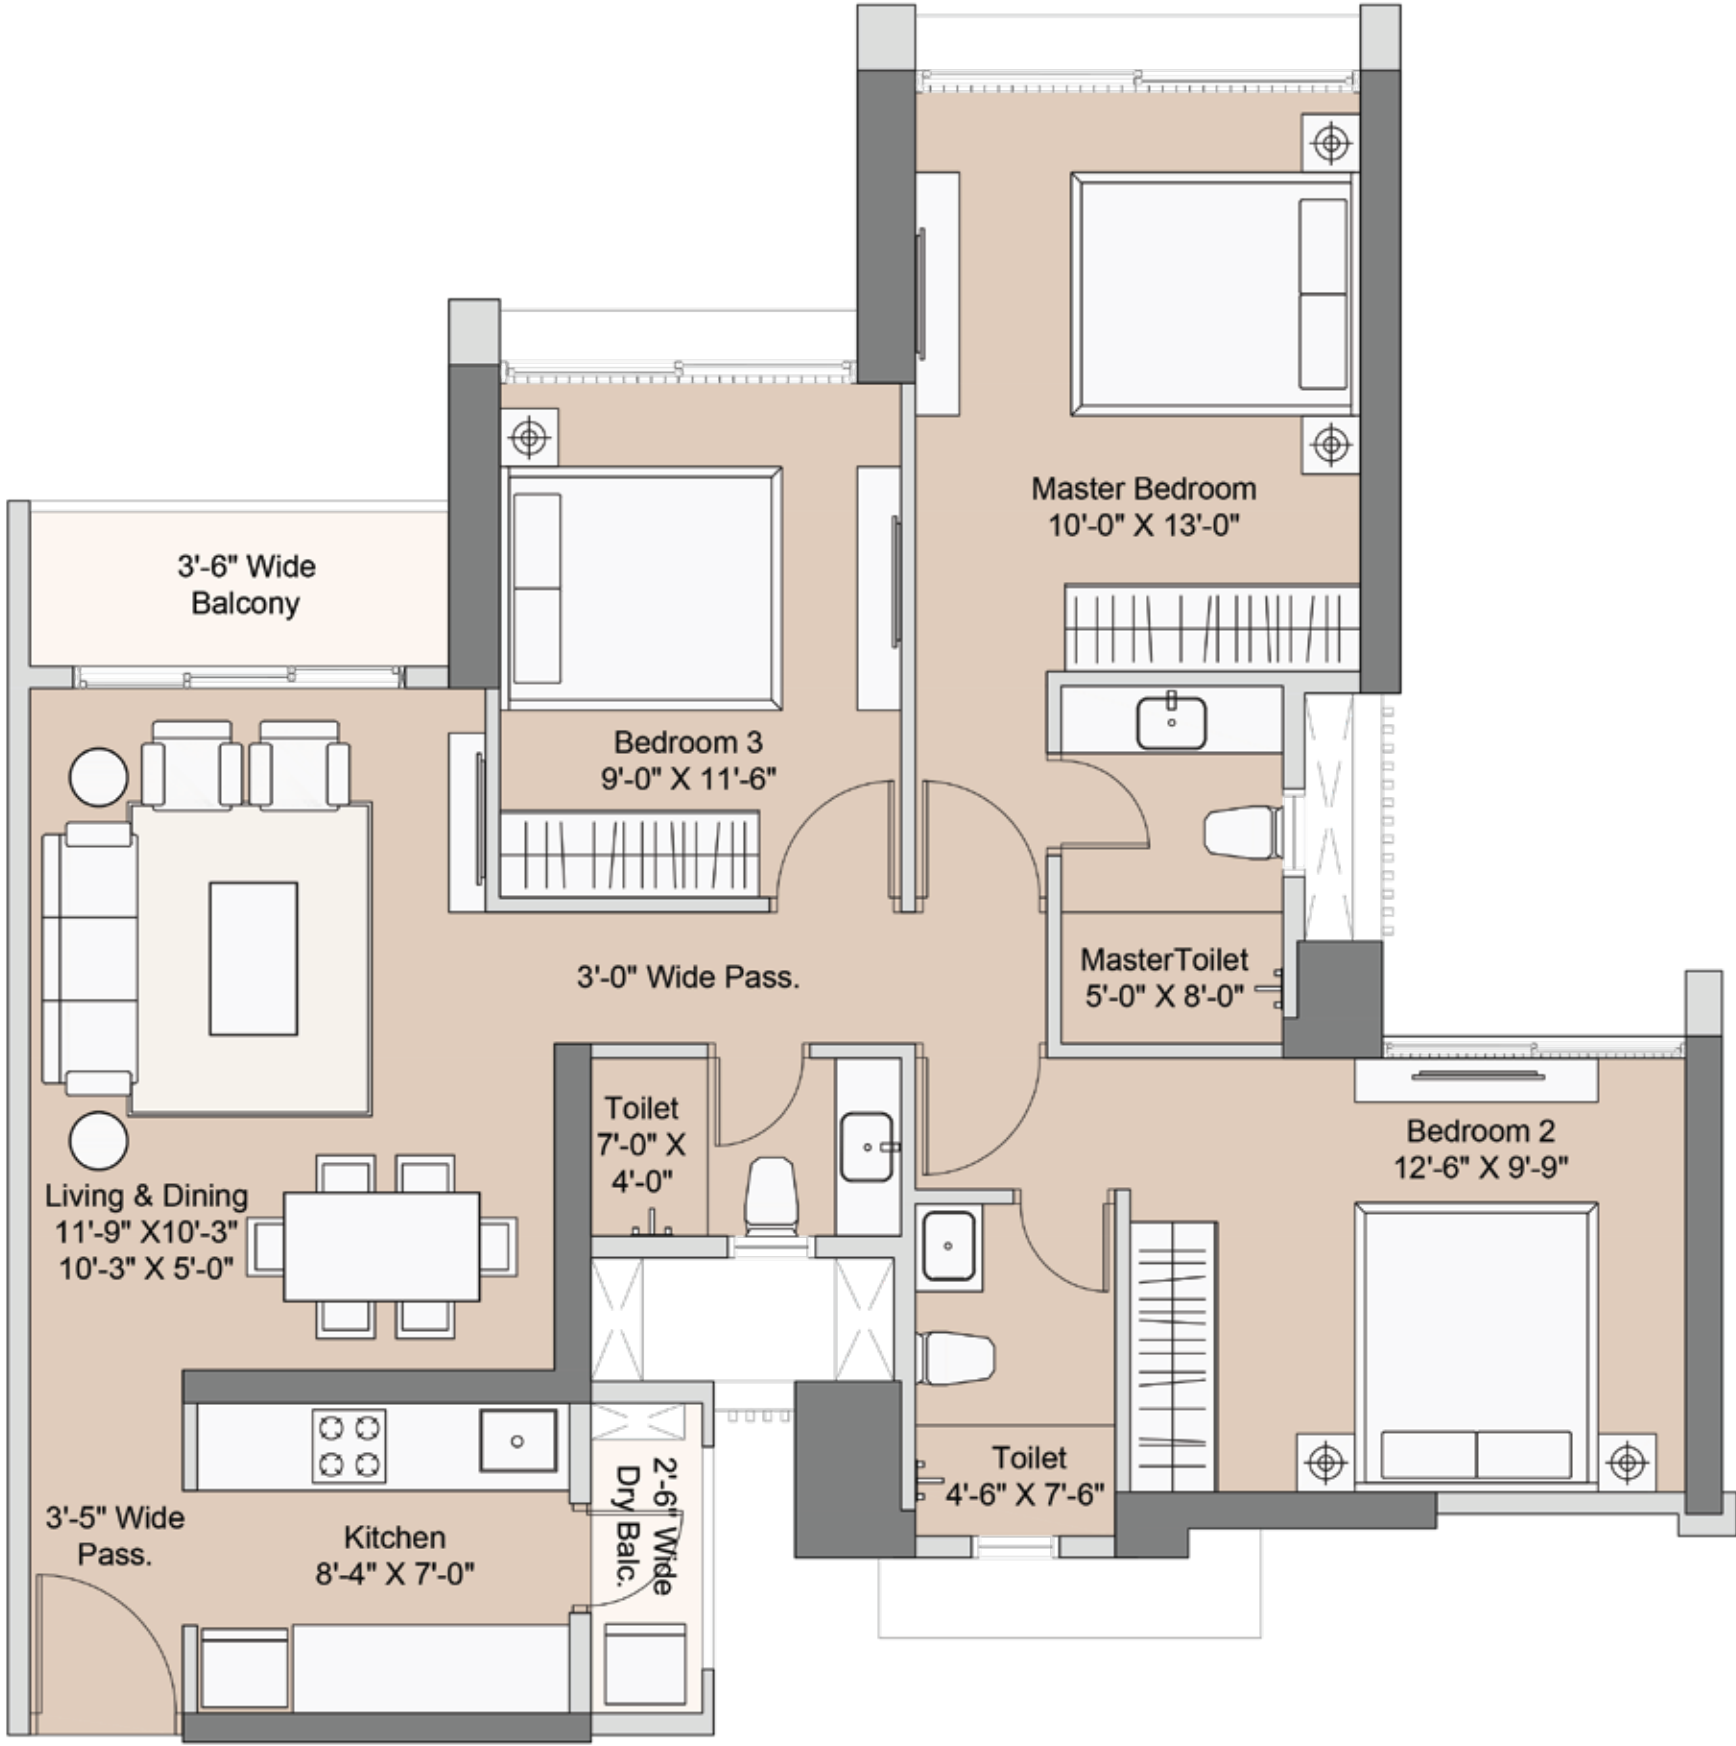 Master Bedroom
10'-0" X 13'-0"
3'-6" Wide
Balcony
Bedroom 3
9'-0" X 11'-6"
3'-0" Wide Pass.
MasterToilet
5'-0" X 8'-0"
Toilet
7'-0" X
4'-0"
Bedroom 2
12'-6" X 9'-9"
Living & Dining
11'-9" X10'-3"
10'-3" X 5'-0"
Toilet
4'-6" X 7'-6"
3'-5" Wide
Pass.
Kitchen
8'-4" X 7'-0"
2'-6" Wide
Dry Balc.